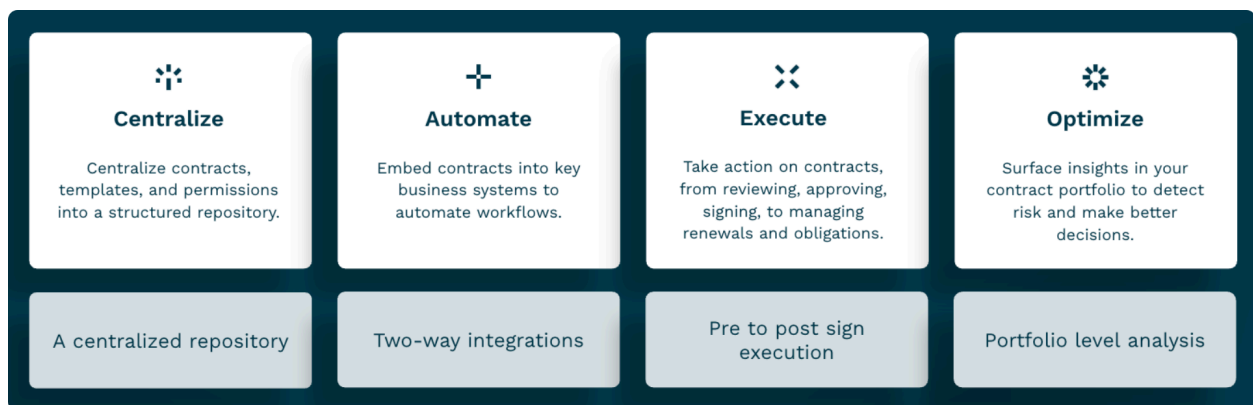 Centralize
Centralize contracts,
templates, and permissions
into a structured repository.
A centralized repository
Automate
Embed contracts into key
business systems to
automate workflows.
Two-way integrations
Execute
Take action on contracts,
from reviewing, approving,
signing, to managing
renewals and obligations.
Pre to post sign
execution
Optimize
Surface insights in your
contract portfolio to detect
risk and make better
decisions.
Portfolio level analysis